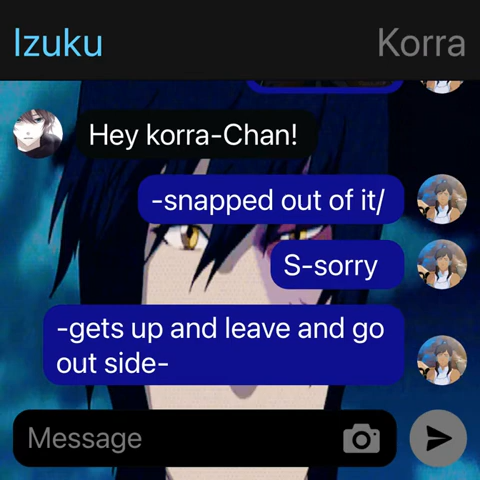 Izuku
Korra
Hey korra-Chan!
-snapped out of it/
S-sorry
-gets up and leave and go
out side-
Message